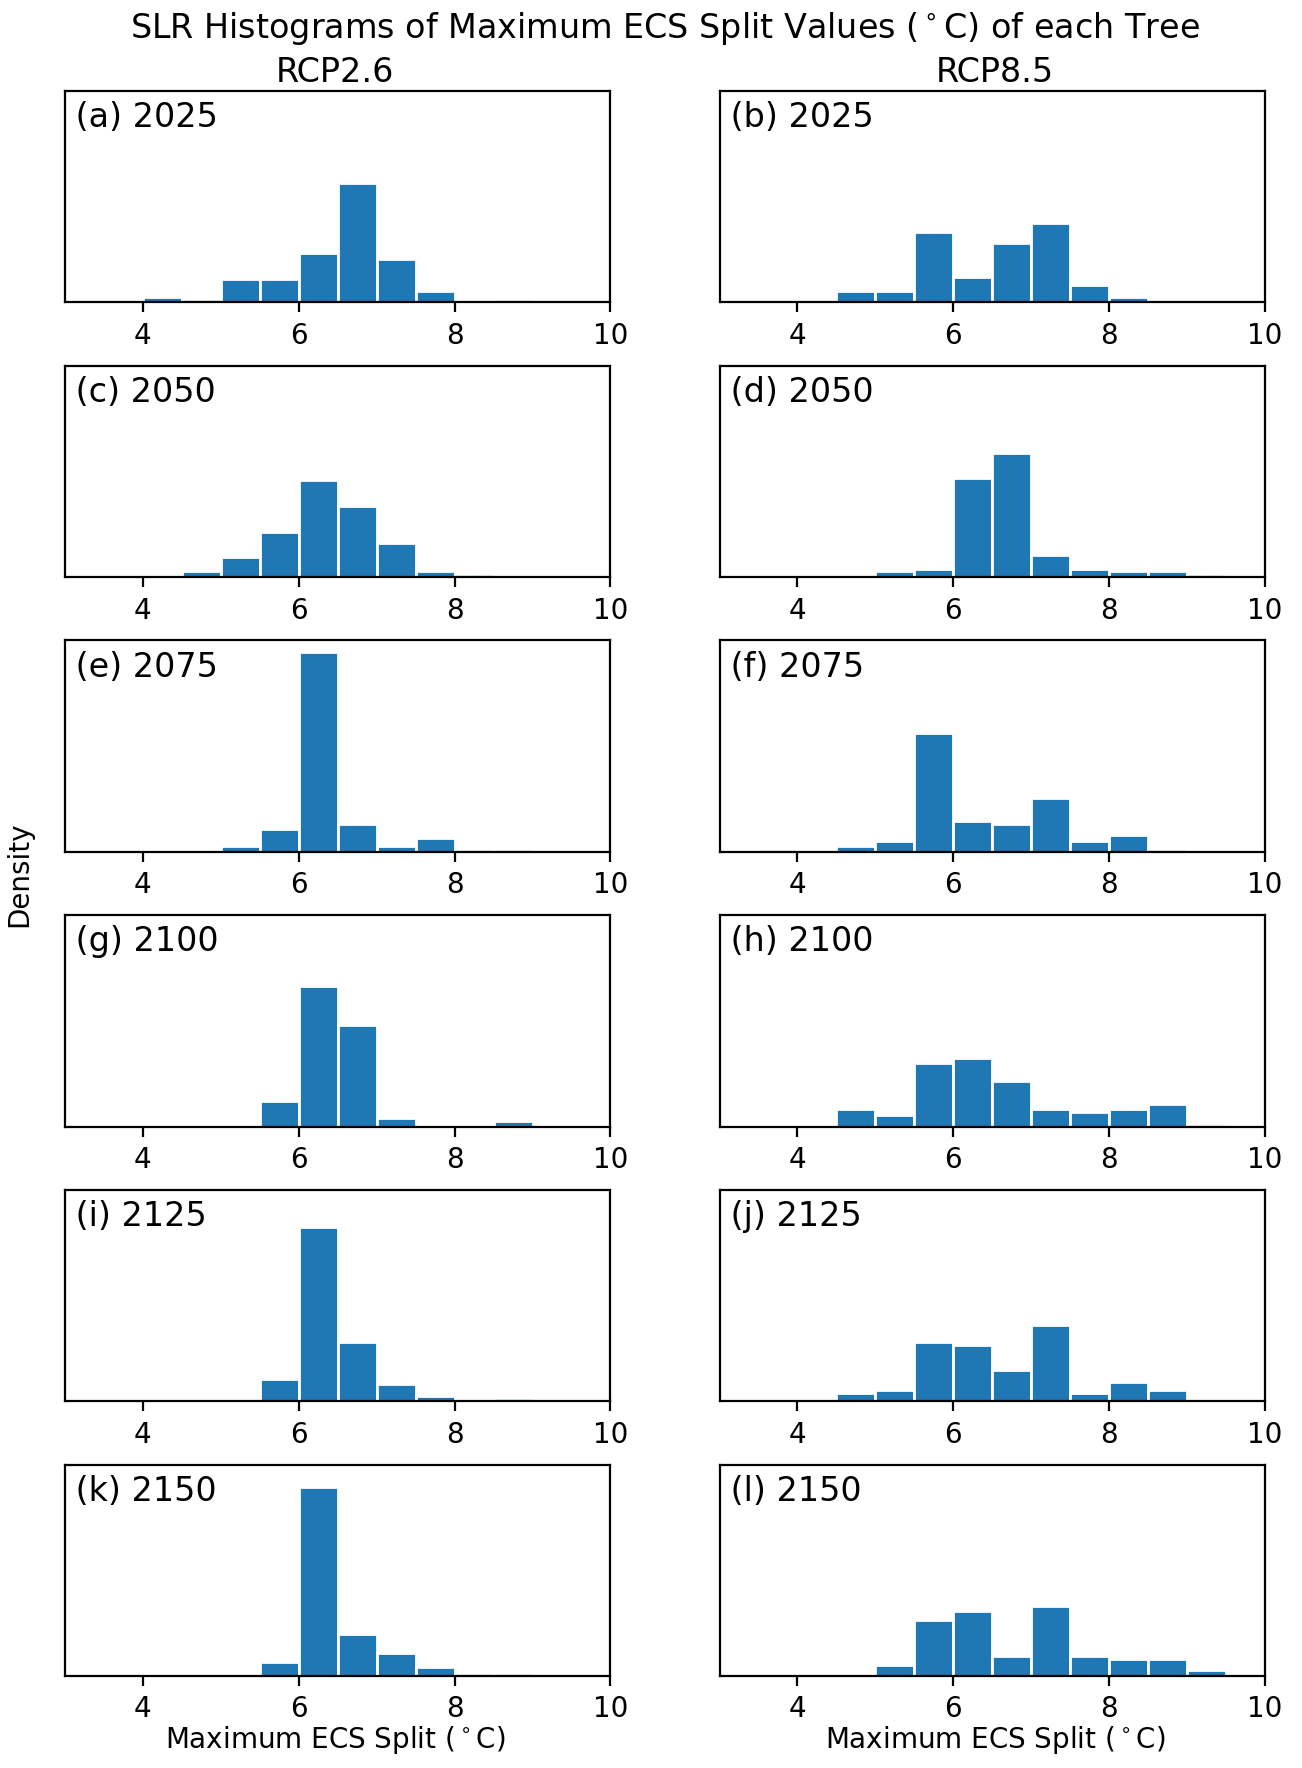 SLR Histograms of Maximum ECS Split Values (°C) of each Tree
RCP2.6 RCP8.5
(a) 2025 (b) 2025
4 6 8 10 4 6 8 10
(c) 2050 (d) 2050
4 6 8 10 4 6 8 10
(e) 2075 (f) 2075
4 6 8 10 4 6 8 10
Density
(g) 2100 (h) 2100
4 6 8 10 4 6 8 10
(i) 2125 (j) 2125
4 6 8 10 4 6 8 10
(k) 2150 (l) 2150
4 6 8 10 4 6 8 10
Maximum ECS Split (°C) Maximum ECS Split (°C)